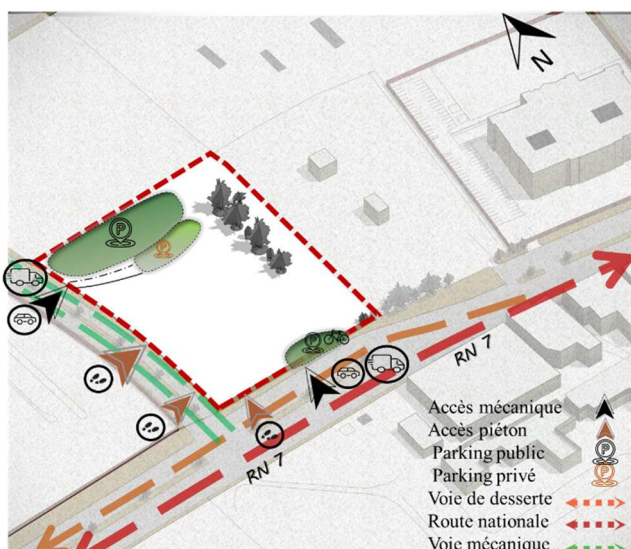 N
P
P
P
RN 7
RN 7
Accès mécanique
Accès piéton
Parking public
P
Parking privé
P
Voie de desserte
Route nationale
Voie mécanique